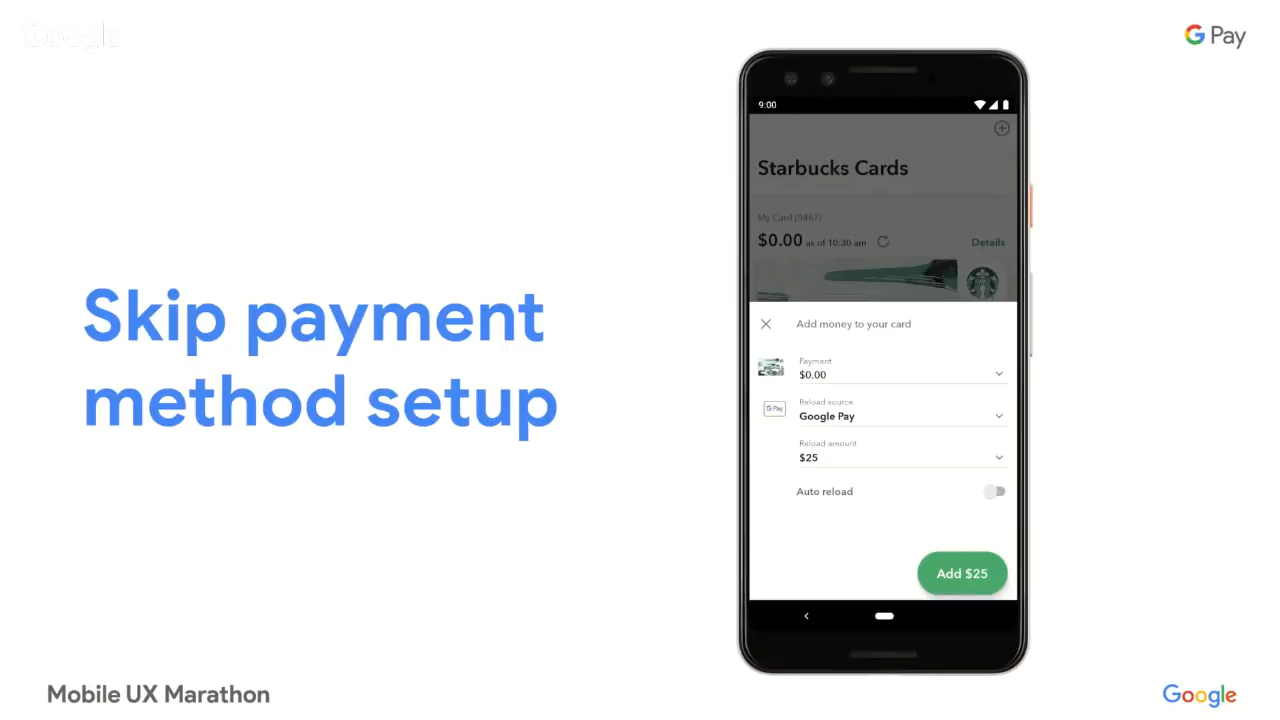 Google
G Pay
Skip payment
method setup
9:00
Starbucks Cards
My Card (0467)
$0.00 as of 10:30 am
Details
Add money to your card
Payment
$0.00
G Pay
Reload source
Google Pay
Reload amount
$25
Auto reload
Add $25
Mobile UX Marathon
Google